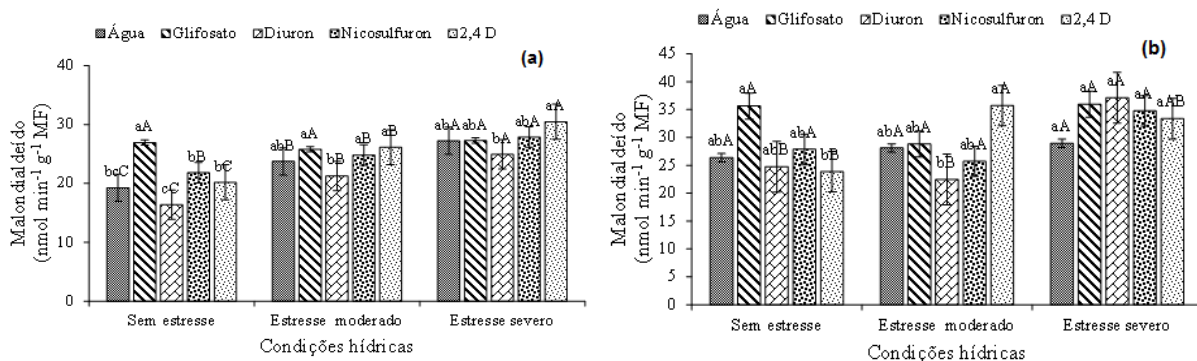 Água Glifosato Diuron Nicosulfuron 2,4 D
(a)
Malondialdeído
(nmol min-1 g-1 MF)
40
30
20
10
0
bcC aA cC bB bC
abB aA bB aB aB
abA abA bA abA aA
Sem estresse Estresse moderado Estresse severo
Condições hídricas
Água Glifosato Diuron Nicosulfuron 2,4 D
(b)
Malondialdeído
(nmol min-1 g-1 MF)
45
40
35
30
25
20
15
10
5
0
abA aA abB abA bB
abA abA bB abA aA
aA aA aA aA aAB
Sem estresse Estresse moderado Estresse severo
Condições hídricas